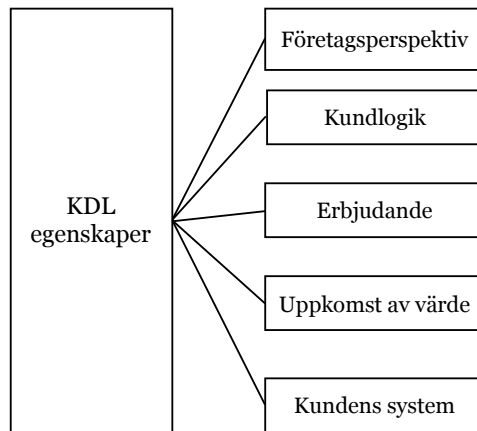 KDL
egenskaper
Företagsperspektiv
Kundlogik
Erbjudande
Uppkomst av värde
Kundens system